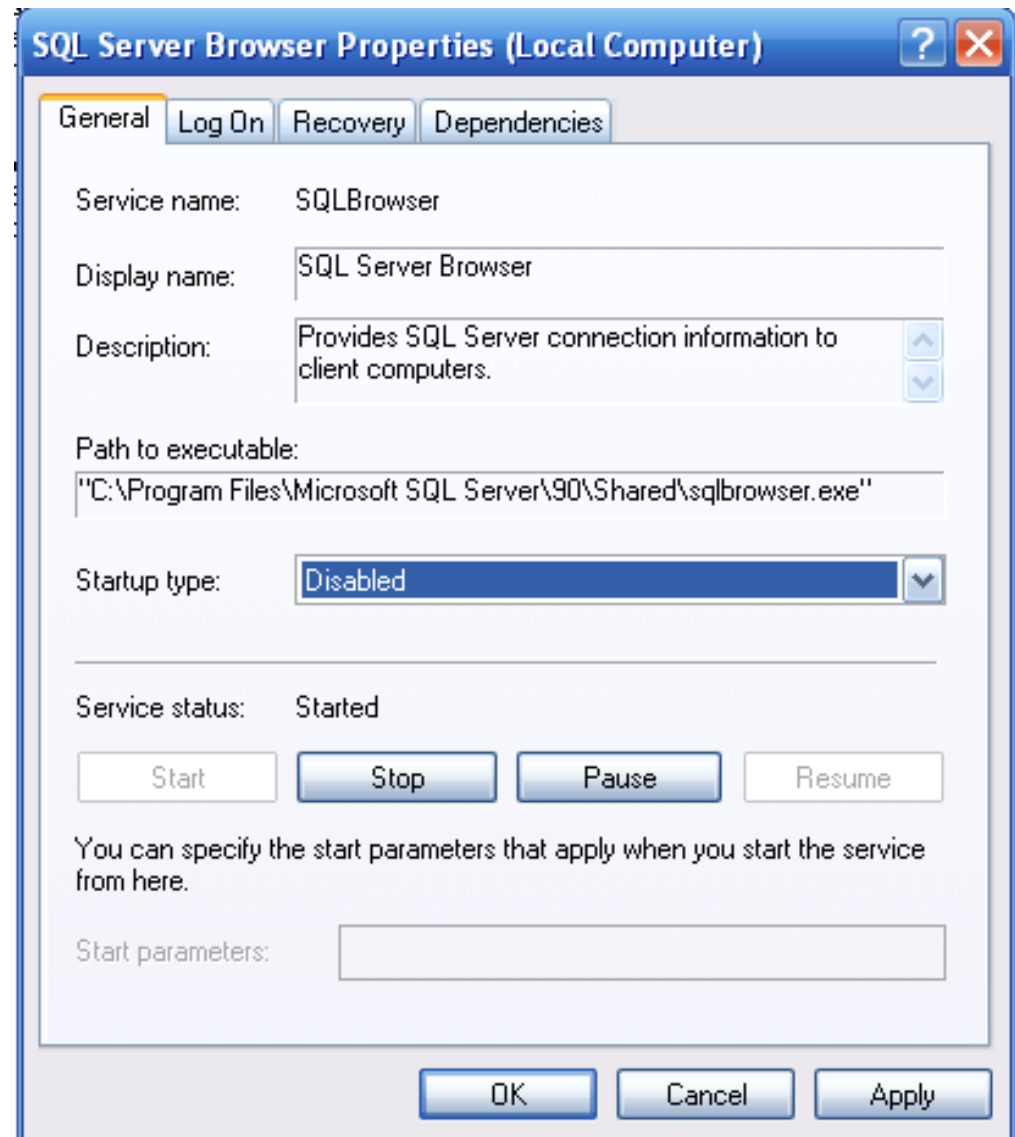 SQL Server Browser Properties (Local Computer)
General Log On Recovery Dependencies
Service name: SQLBrowser
Display name: SQL Server Browser
Description: Provides SQL Server connection information to
client computers.
Path to executable:
"C:\Program Files\Microsoft SQL Server\90\Shared\sqlbrowser.exe"
Startup type: Disabled
Service status: Started
Start Stop Pause Resume
You can specify the start parameters that apply when you start the service
from here.
Start parameters:
OK Cancel Apply